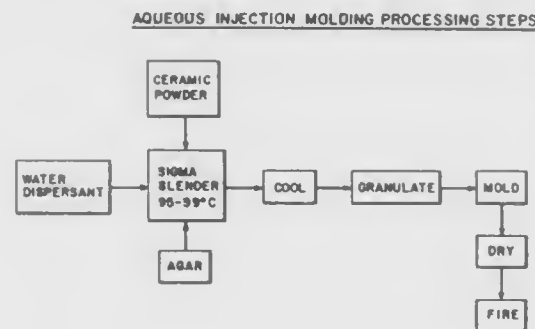 AQUEOUS INJECTION MOLDING PROCESSING STEPS
CERAMIC
POWDER
WATER
DISPERSANT
SIGMA
BLENDER
95-99°C
COOL
GRANULATE
MOLD
AGAR
DRY
FIRE